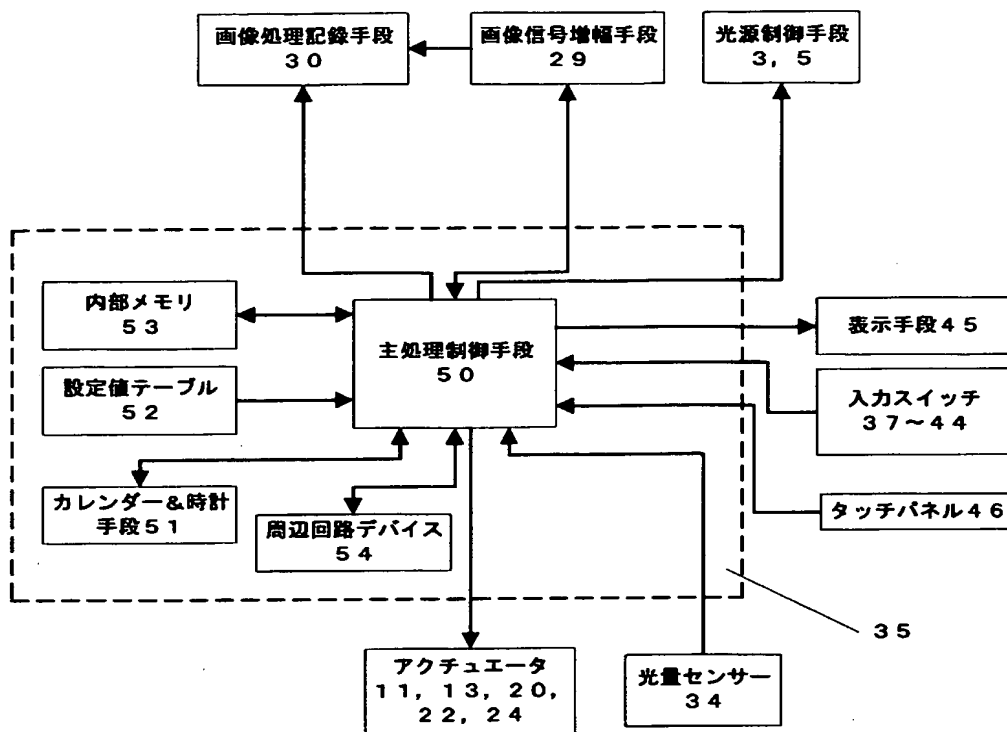 画像処理記録手段
３０
画像信号増幅手段
２９
光源制御手段
３，５
内部メモリ
５３
主処理制御手段
５０
表示手段４５
設定値テーブル
５２
入力スイッチ
３７～４４
カレンダー＆時計
手段５１
周辺回路デバイス
５４
タッチパネル４６
３５
アクチュエータ
１１，１３，２０，
２２，２４
光量センサー
３４